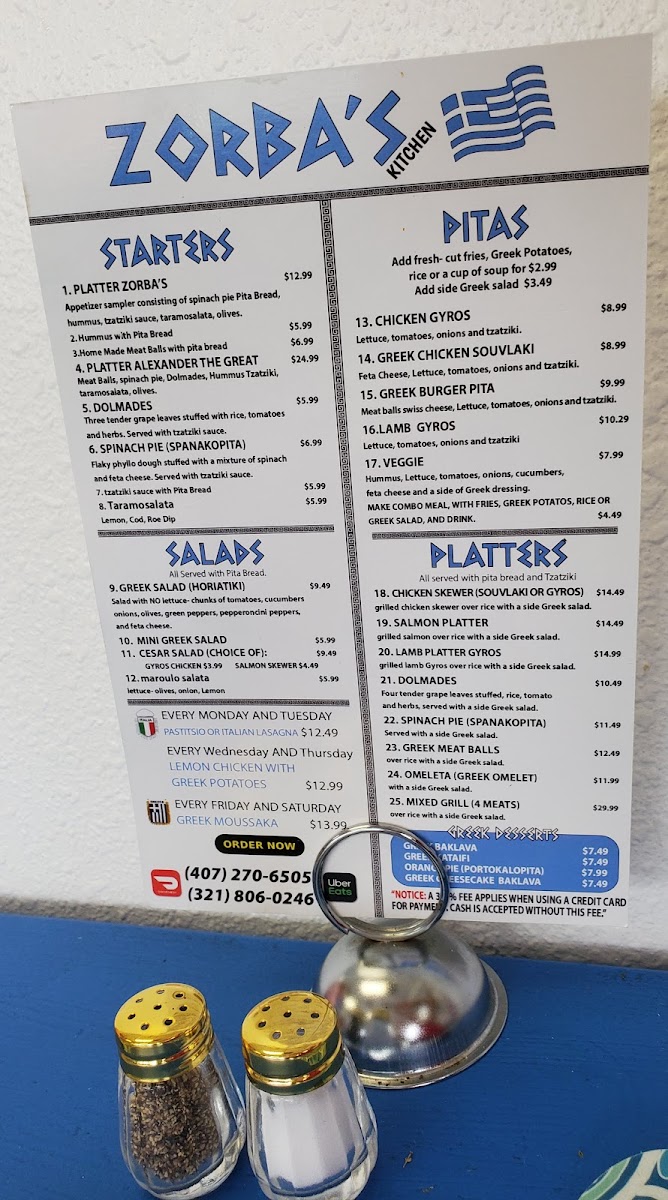 ZORBA'S
KITCHEN
STARTERS
1. PLATTER ZORBA'S $12.99
Appetizer sampler consisting of spinach pie Pita Bread,
hummus, tzatziki sauce, taramosalata, olives.
2. Hummus with Pita Bread $5.99
3.Home Made Meat Balls with pita bread $6.99
4. PLATTER ALEXANDER THE GREAT $24.99
Meat Balls, spinach pie, Dolmades, Hummus Tzatziki,
taramosalata, olives.
5. DOLMADES $5.99
Three tender grape leaves stuffed with rice, tomatoes
and herbs. Served with tzatziki sauce.
6. SPINACH PIE (SPANAKOPITA) $6.99
Flaky phyllo dough stuffed with a mixture of spinach
and feta cheese. Served with tzatziki sauce.
7. tzatziki sauce with Pita Bread $5.99
8. Taramosalata $5.99
Lemon, Cod, Roe Dip
SALADS
All Served with Pita Bread.
9. GREEK SALAD (HORIATIKI) $9.49
Salad with NO lettuce- chunks of tomatoes, cucumbers
onions, olives, green peppers, pepperoncini peppers,
and feta cheese.
10. MINI GREEK SALAD $5.99
11. CESAR SALAD (CHOICE OF): $9.49
GYROS CHICKEN $3.99 SALMON SKEWER $4.49
12. maroulo salata $5.99
lettuce- olives, onion, Lemon
ITALIA
EVERY MONDAY AND TUESDAY
PASTITSIO OR ITALIAN LASAGNA $12.49
EVERY Wednesday AND Thursday
LEMON CHICKEN WITH
GREEK POTATOES $12.99
EVERY FRIDAY AND SATURDAY
GREEK MOUSSAKA $13.99
ORDER NOW
(407) 270-6505
(321) 806-0246
Uber
Eats
PITAS
Add fresh- cut fries, Greek Potatoes,
rice or a cup of soup for $2.99
Add side Greek salad $3.49
13. CHICKEN GYROS $8.99
Lettuce, tomatoes, onions and tzatziki.
14. GREEK CHICKEN SOUVLAKI $8.99
Feta Cheese, Lettuce, tomatoes, onions and tzatziki.
15. GREEK BURGER PITA $9.99
Meat balls swiss cheese, Lettuce, tomatoes, onions and tzatziki.
16.LAMB GYROS $10.29
Lettuce, tomatoes, onions and tzatziki
17. VEGGIE $7.99
Hummus, Lettuce, tomatoes, onions, cucumbers,
feta cheese and a side of Greek dressing.
MAKE COMBO MEAL, WITH FRIES, GREEK POTATOS, RICE OR
GREEK SALAD, AND DRINK. $4.49
PLATTERS
All served with pita bread and Tzatziki
18. CHICKEN SKEWER (SOUVLAKI OR GYROS) $14.49
grilled chicken skewer over rice with a side Greek salad.
19. SALMON PLATTER $14.49
grilled salmon over rice with a side Greek salad.
20. LAMB PLATTER GYROS $14.99
grilled lamb Gyros over rice with a side Greek salad.
21. DOLMADES $10.49
Four tender grape leaves stuffed, rice, tomato
and herbs, served with a side Greek salad.
22. SPINACH PIE (SPANAKOPITA) $11.49
Served with a side Greek salad.
23. GREEK MEAT BALLS $12.49
over rice with a side Greek salad.
24. OMELETA (GREEK OMELET) $11.99
with a side Greek salad.
25. MIXED GRILL (4 MEATS) $29.99
over rice with a side Greek salad.
GREEK DESSERTS
BAKLAVA $7.49
KATAIFI $7.49
PIE (PORTOKALOPITA) $7.99
GREEK CHEESECAKE BAKLAVA $7.49
"NOTICE: A FEE APPLIES WHEN USING A CREDIT CARD
FOR CASH IS ACCEPTED WITHOUT THIS FEE."